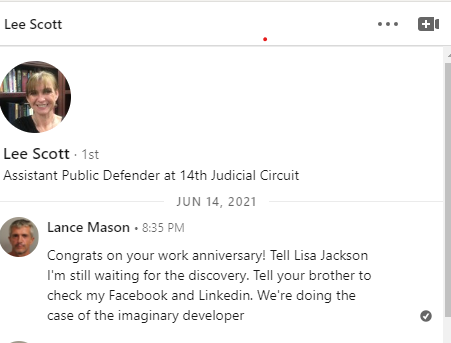 Lee Scott
Lee Scott · 1st
Assistant Public Defender at 14th Judicial Circuit
JUN 14, 2021
Lance Mason • 8:35 PM
Congrats on your work anniversary! Tell Lisa Jackson
I'm still waiting for the discovery. Tell your brother to
check my Facebook and Linkedin. We're doing the
case of the imaginary developer